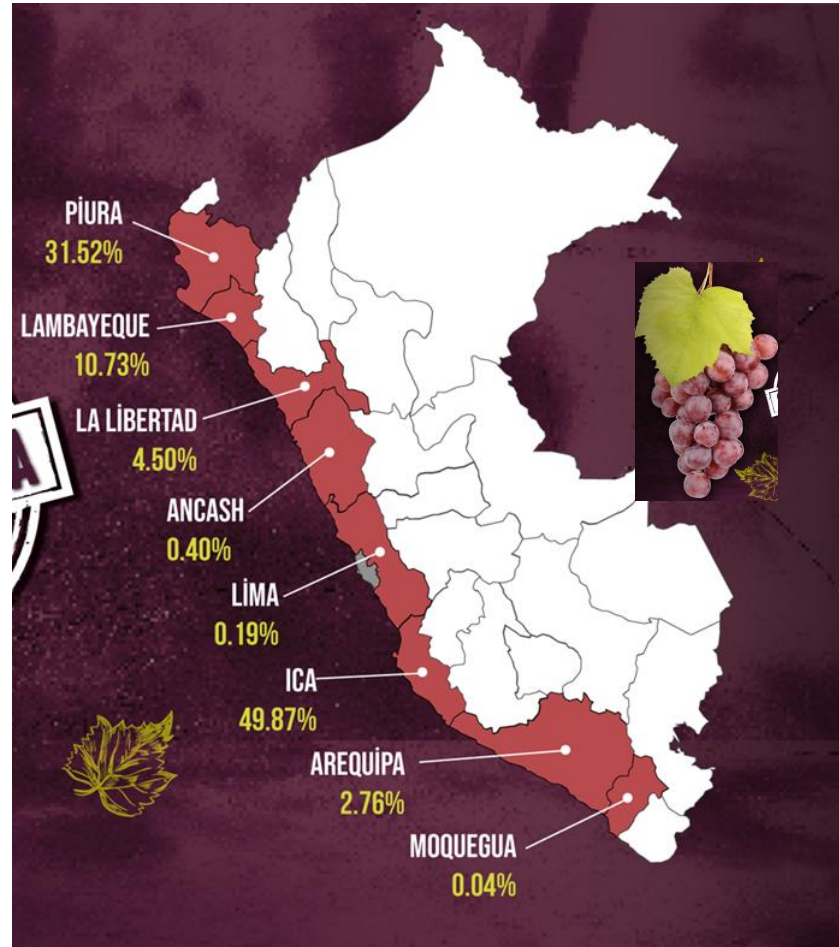 PİURA
31.52%
LAMBAYEQUE
10.73%
LA LİBERTAD
4.50%
ANCASH
0.40%
LİMA
0.19%
ICA
49.87%
AREQUİPA
2.76%
MOQUEGUA
0.04%